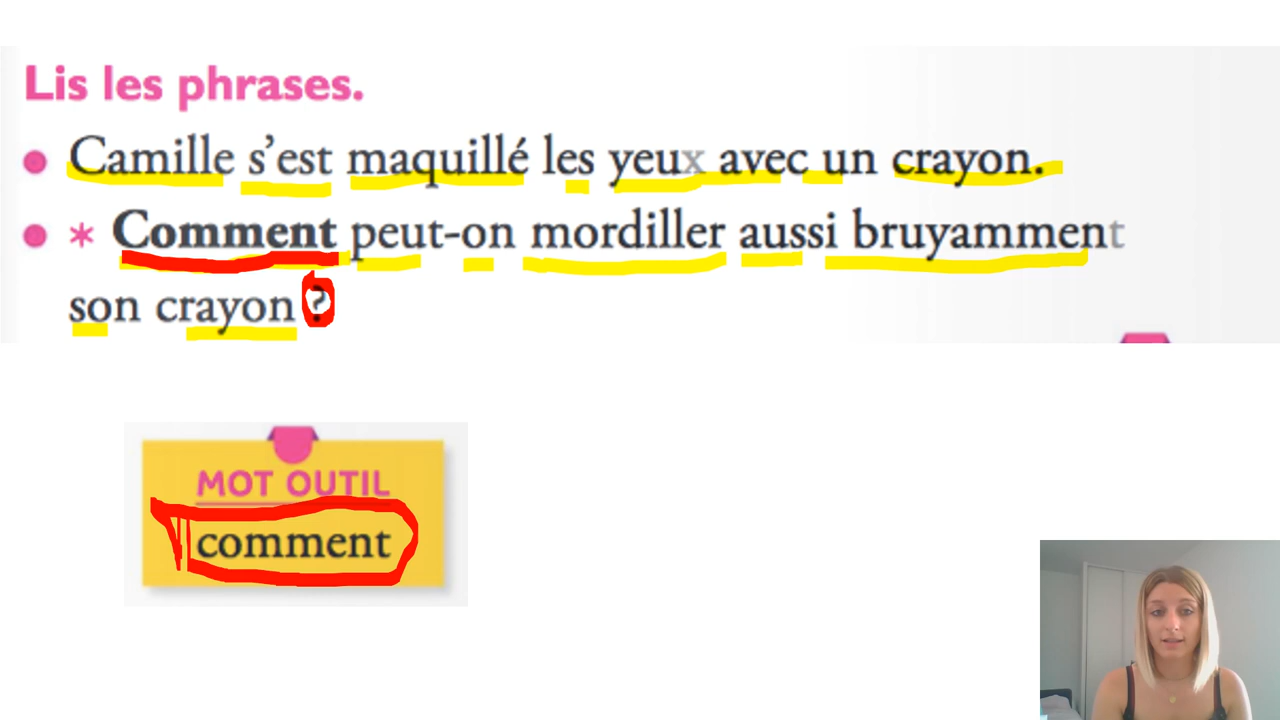 Lis les phrases.
Camille s'est maquillé les yeux avec un crayon.
* Comment peut-on mordiller aussi bruyamment
son crayon ?
MOT OUTIL
comment